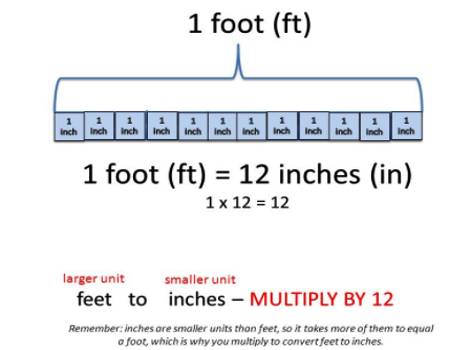 1 foot (ft)
1 1 1 1 1 1 1 1 1 1 1 1
inch inch inch inch inch inch inch inch inch inch inch inch
1 foot (ft) = 12 inches (in)
1 x 12 = 12
larger unit smaller unit
feet to inches – MULTIPLY BY 12
Remember: inches are smaller units than feet, so it takes more of them to equal
a foot, which is why you multiply to convert feet to inches.